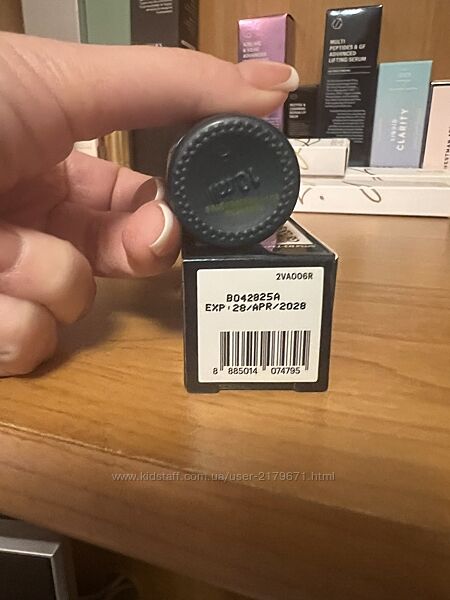 MULTI
PEPTIDES & GF
ADVANCED
LIFTING SERUM
LIQUID
CLARITY
2VA006R
B042825A
EXP:28/APR/2028
8 885014 074795
www.kidstaff.com.ua/user-2179671.html